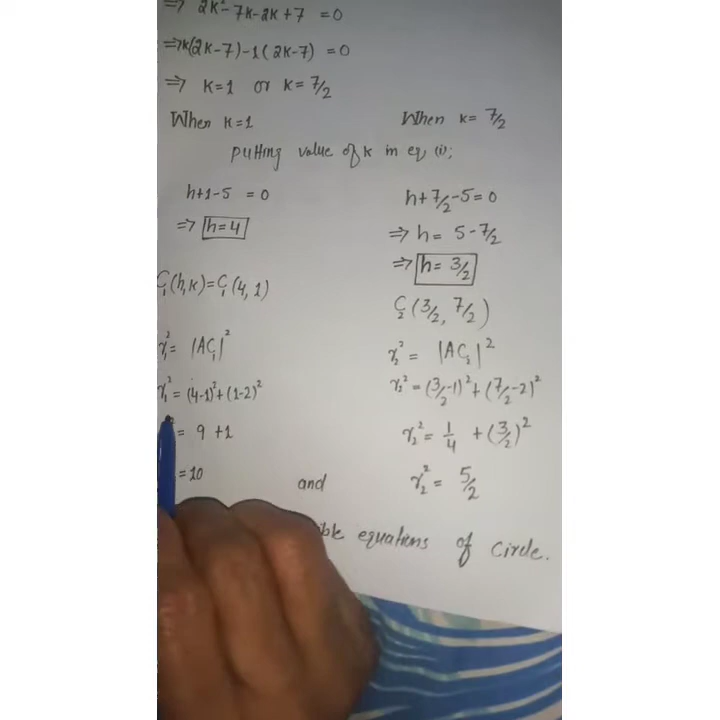 ⇒ 2k²-7k-2k+7 =0
⇒k(2k-7)-1(2k-7) =0
⇒ k=1 or k=7/2
When k=1
When k= 7/2
putting value of k in eq, (i);
h+1-5 =0
⇒ h=4
C₁(h,k)=C₁(4,1)
r₁²= |AC₁|²
r₁² = (4-1)²+(1-2)²
= 9 +1
=10
and
h+7/2-5=0
⇒ h= 5-7/2
⇒ h= 3/2
C₂(3/2, 7/2)
r₂² = |AC₂|²
r₂² =(3/2-1)²+(7/2-2)²
r₂² = 1/4 +(3/2)²
r₂² = 5/2
equations of circle.